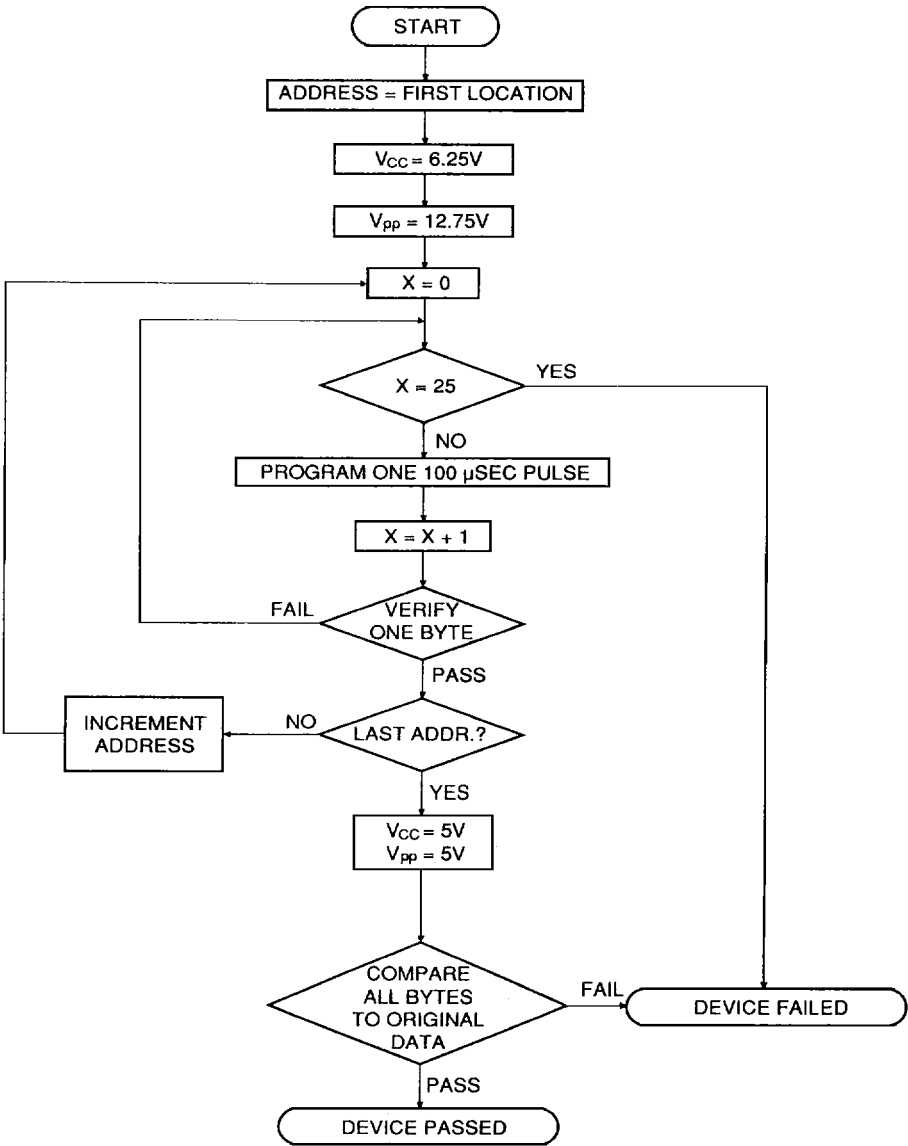 START
ADDRESS = FIRST LOCATION
VCC = 6.25V
Vpp = 12.75V
X = 0
X = 25
YES
NO
PROGRAM ONE 100 µSEC PULSE
X = X + 1
FAIL
VERIFY
ONE BYTE
PASS
INCREMENT
ADDRESS
NO
LAST ADDR.?
YES
VCC = 5V
Vpp = 5V
COMPARE
ALL BYTES
TO ORIGINAL
DATA
FAIL
DEVICE FAILED
PASS
DEVICE PASSED